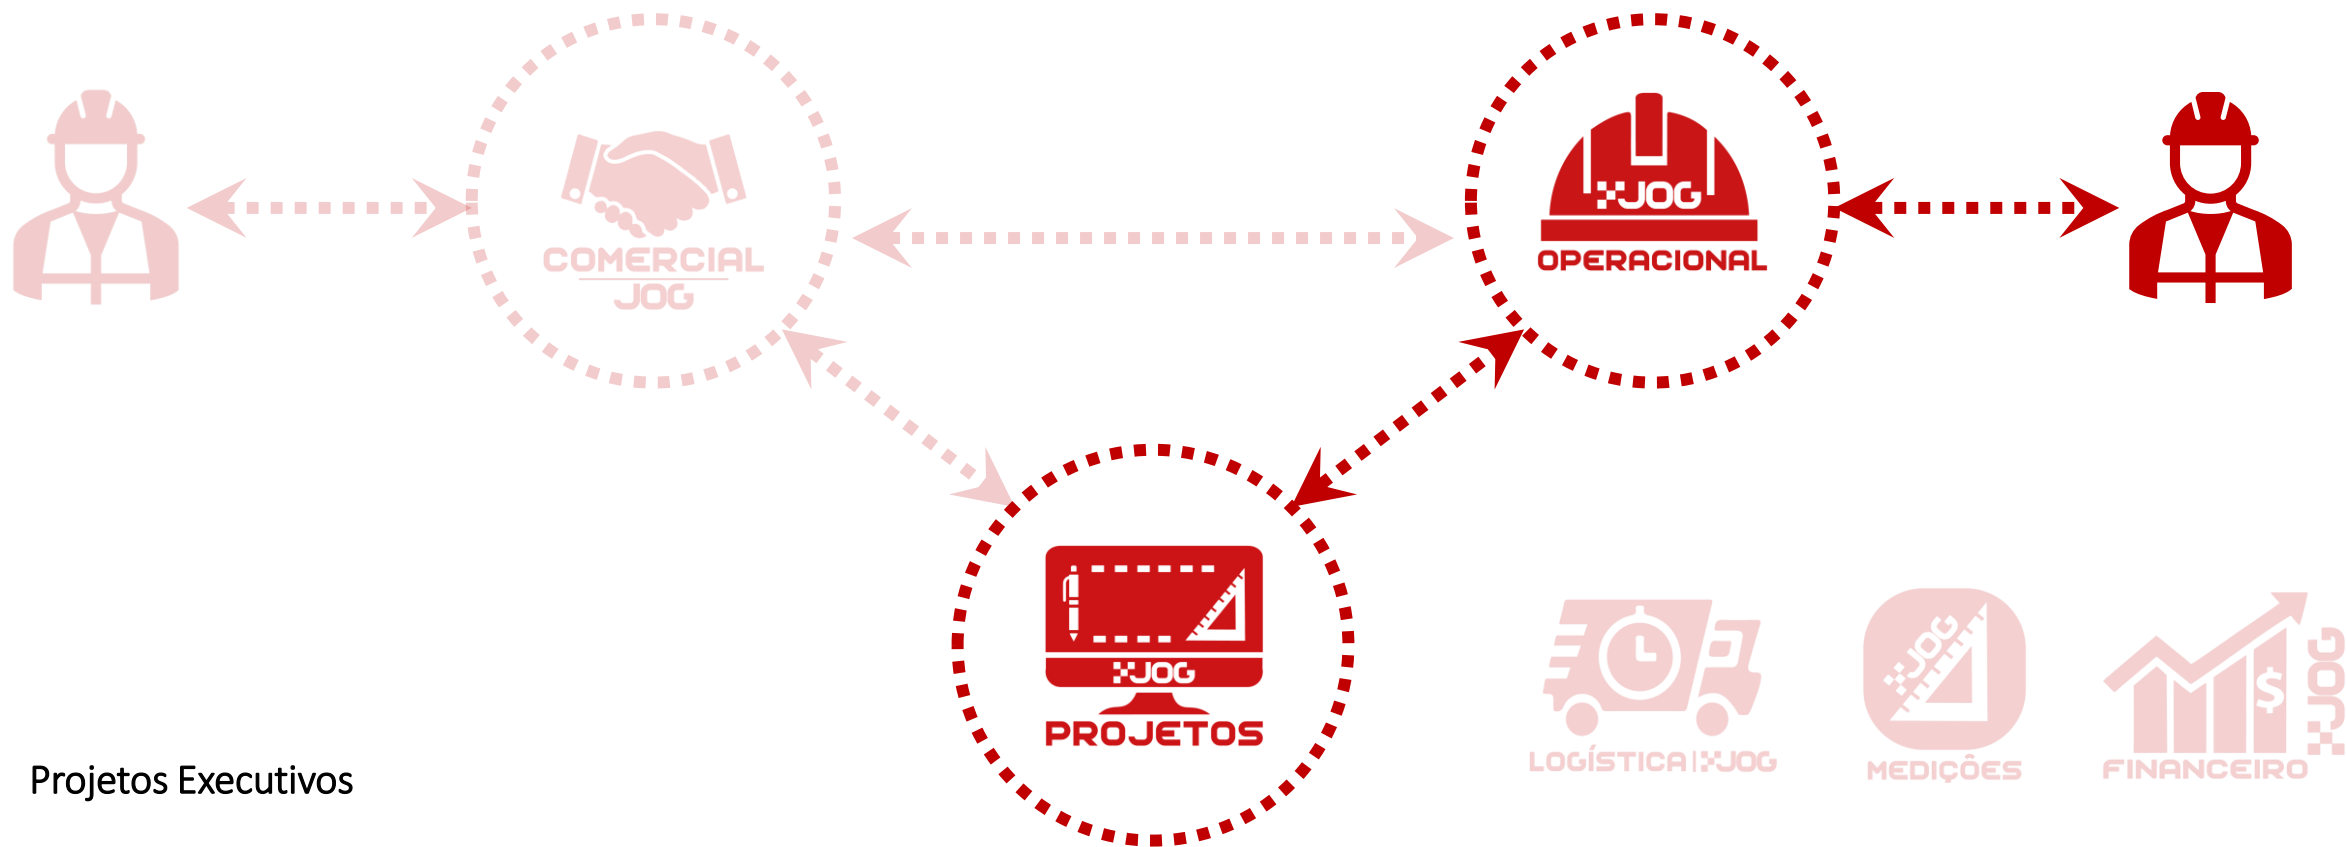 COMERCIAL
JOG
JOG
OPERACIONAL
JOG
PROJETOS
LOGÍSTICA | JOG
JOG
MEDIÇÕES
$
JOG
FINANCEIRO
Projetos Executivos